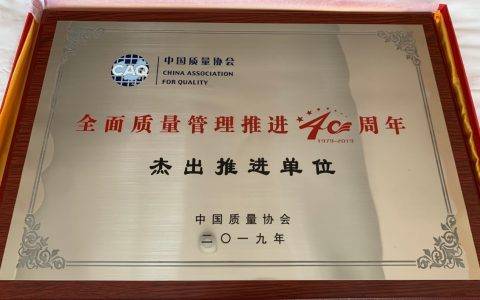 CAQ
中国质量协会
CHINA ASSOCIATION
FOR QUALITY
全面质量管理推进40周年
1979-2019
杰出推进单位
中国质量协会
二〇一九年